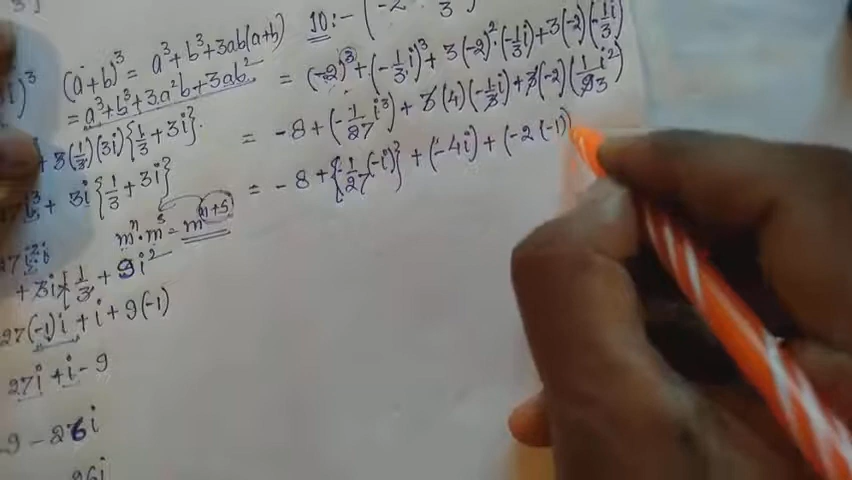 (a+b)³ = a³+b³+3ab(a+b)
= a³+b³+3a²b+3ab²
+ 3(1/3)(3i){1/3+3i}
+ 3i{1/3+3i}
mⁿ·m⁵ = m⁽ⁿ⁺⁵⁾
27i²i
+ 3i×1/3 + 9i²
27(-1)i + i + 9(-1)
27i + i - 9
-9 - 26i
26i
10:- (-2
= (-2)³ + (-1/3 i)³ + 3(-2)²·(-1/3 i) + 3(-2)(-1/3 i)
= -8 + (-1/27 i³) + 3(4)(-1/3 i) + 3(-2)(1/93 i²)
= -8 + {-1/27(-i)} + (-4i) + (-2(-1))